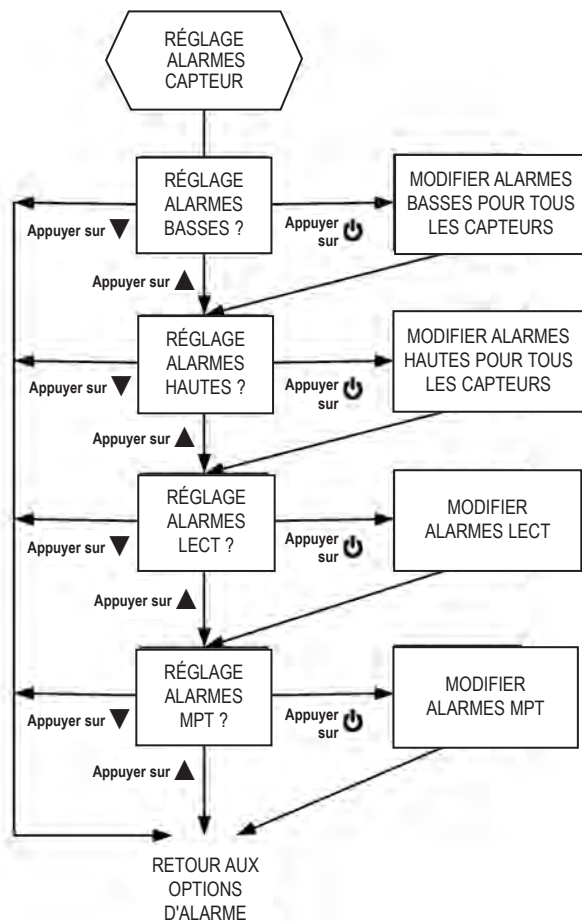 RÉGLAGE
ALARMES
CAPTEUR
RÉGLAGE
ALARMES
BASSES ?
MODIFIER ALARMES
BASSES POUR TOUS
LES CAPTEURS
Appuyer sur ▼
Appuyer
sur ⏻
Appuyer sur ▲
RÉGLAGE
ALARMES
HAUTES ?
MODIFIER ALARMES
HAUTES POUR TOUS
LES CAPTEURS
Appuyer sur ▼
Appuyer
sur ⏻
Appuyer sur ▲
RÉGLAGE
ALARMES
LECT ?
MODIFIER
ALARMES LECT
Appuyer sur ▼
Appuyer
sur ⏻
Appuyer sur ▲
RÉGLAGE
ALARMES
MPT ?
MODIFIER
ALARMES MPT
Appuyer sur ▼
Appuyer
sur ⏻
Appuyer sur ▲
RETOUR AUX
OPTIONS
D'ALARME